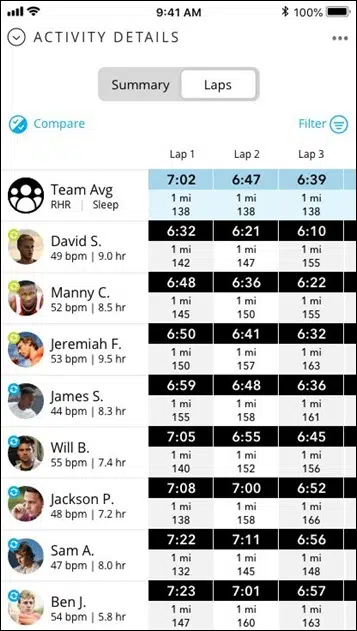 9:41 AM 100%
ACTIVITY DETAILS
Summary Laps
Compare Filter
Lap 1 Lap 2 Lap 3
Team Avg 7:02 6:47 6:39
RHR | Sleep 1 mi 1 mi 1 mi
138 138 138
David S. 6:32 6:21 6:10
49 bpm | 9.0 hr 1 mi 1 mi 1 mi
142 147 155
Manny C. 6:48 6:36 6:22
52 bpm | 8.5 hr 1 mi 1 mi 1 mi
145 150 155
Jeremiah F. 6:50 6:41 6:32
53 bpm | 9.5 hr 1 mi 1 mi 1 mi
150 157 163
James S. 6:59 6:48 6:36
44 bpm | 8.3 hr 1 mi 1 mi 1 mi
155 158 161
Will B. 7:05 6:55 6:45
55 bpm | 7.4 hr 1 mi 1 mi 1 mi
140 152 156
Jackson P. 7:08 7:00 6:52
48 bpm | 7.2 hr 1 mi 1 mi 1 mi
138 158 166
Sam A. 7:22 7:11 6:56
47 bpm | 8.0 hr 1 mi 1 mi 1 mi
132 145 148
Ben J. 7:23 7:01 6:57
54 bpm | 5.8 hr 1 mi 1 mi 1 mi
147 160 163